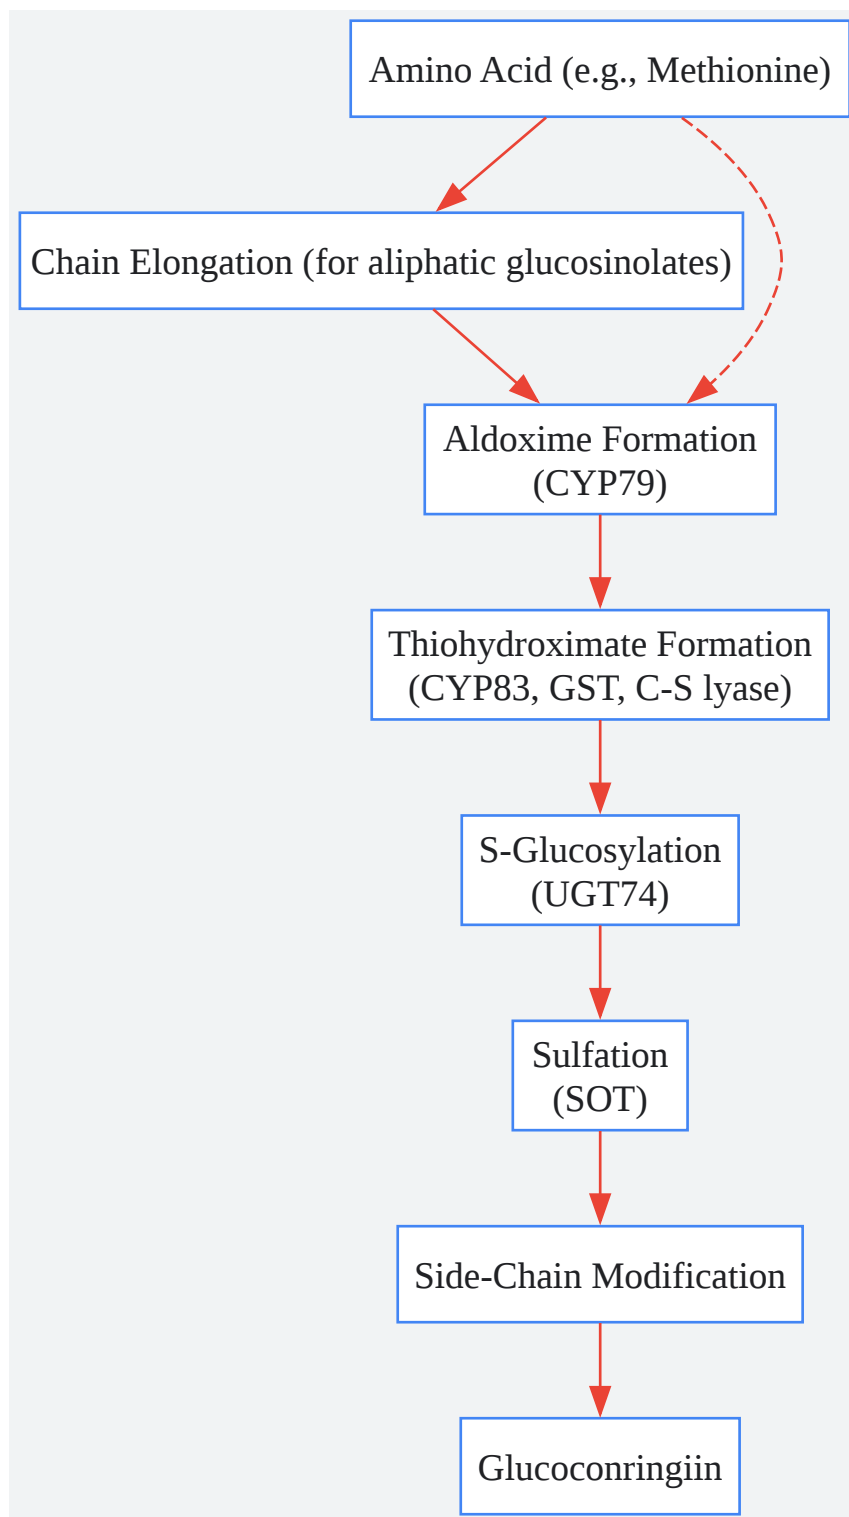 Amino Acid (e.g., Methionine)
Chain Elongation (for aliphatic glucosinolates)
Aldoxime Formation
(CYP79)
Thiohydroximate Formation
(CYP83, GST, C-S lyase)
S-Glucosylation
(UGT74)
Sulfation
(SOT)
Side-Chain Modification
Glucoconringiin